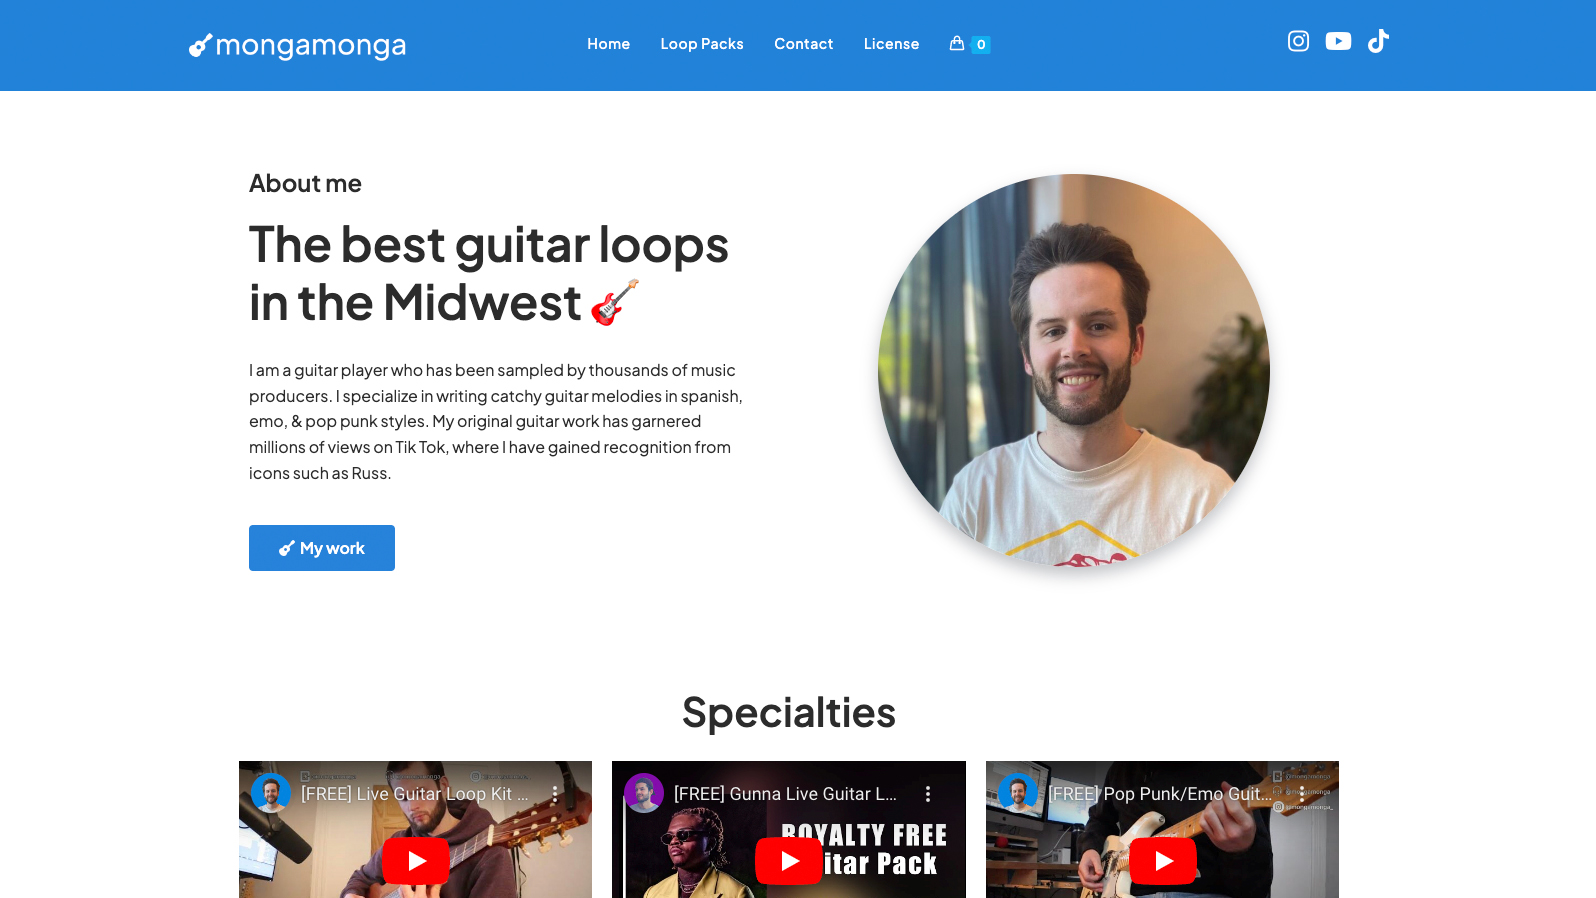 mongamonga
Home
Loop Packs
Contact
License
0
About me
The best guitar loops
in the Midwest
I am a guitar player who has been sampled by thousands of music
producers. I specialize in writing catchy guitar melodies in spanish,
emo, & pop punk styles. My original guitar work has garnered
millions of views on Tik Tok, where I have gained recognition from
icons such as Russ.
My work
Specialties
[FREE] Live Guitar Loop Kit ...
[FREE] Gunna Live Guitar L...
ROYALTY FREE
itar Pack
[FREE] Pop Punk/Emo Guit...
@mongamonga